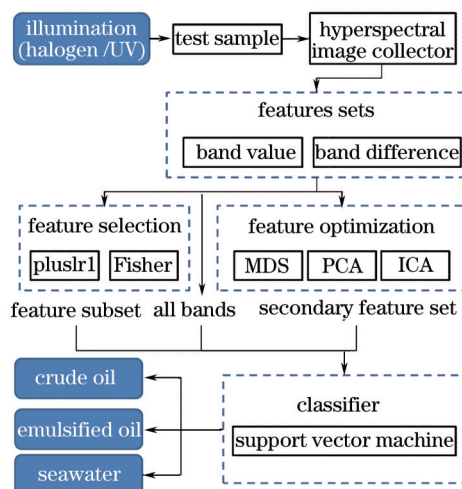 illumination
(halogen /UV)
test sample
hyperspectral
image collector
features sets
band value
band difference
feature selection
pluslr1
Fisher
feature optimization
MDS
PCA
ICA
feature subset
all bands
secondary feature set
crude oil
emulsified oil
seawater
classifier
support vector machine